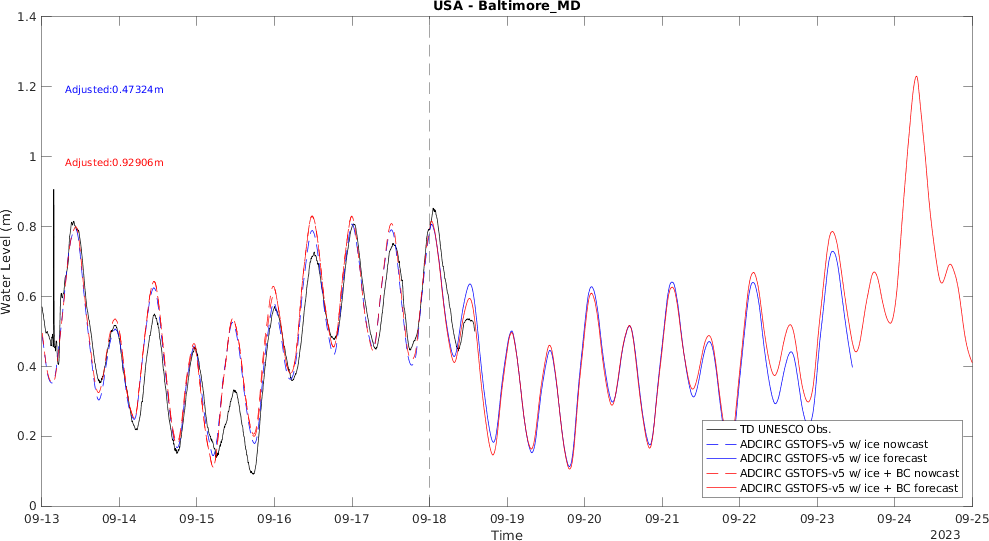 USA - Baltimore_MD
1.4
1.2
1
0.8
0.6
0.4
0.2
0
Water Level (m)
Adjusted:0.47324m
Adjusted:0.92906m
TD UNESCO Obs.
ADCIRC GSTOFS-v5 w/ ice nowcast
ADCIRC GSTOFS-v5 w/ ice forecast
ADCIRC GSTOFS-v5 w/ ice + BC nowcast
ADCIRC GSTOFS-v5 w/ ice + BC forecast
09-13 09-14 09-15 09-16 09-17 09-18 09-19 09-20 09-21 09-22 09-23 09-24 09-25
Time
2023